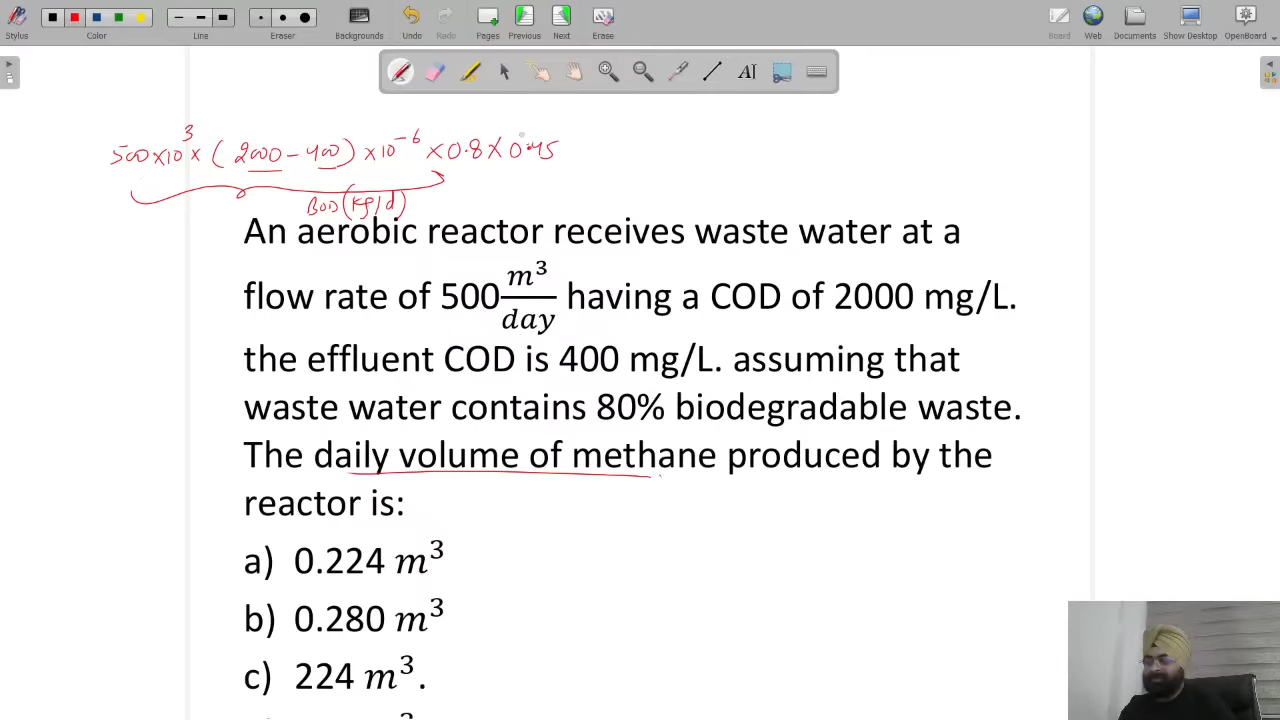 Stylus Color Line Eraser Backgrounds Undo Redo Pages Previous Next Erase Board Web Documents Show Desktop OpenBoard
500×10³×(2000-400)×10⁻⁶×0.8×0.45
BOD(kg/d)
An aerobic reactor receives waste water at a
flow rate of 500 m³/day having a COD of 2000 mg/L.
the effluent COD is 400 mg/L. assuming that
waste water contains 80% biodegradable waste.
The daily volume of methane produced by the
reactor is:
a) 0.224 m³
b) 0.280 m³
c) 224 m³.